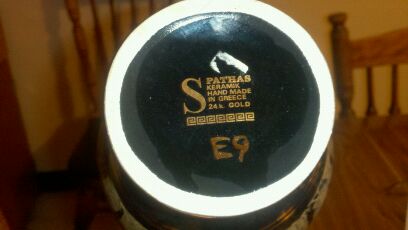 S PATHAS
KERAMIK
HAND MADE
IN GREECE
24.k GOLD
E9